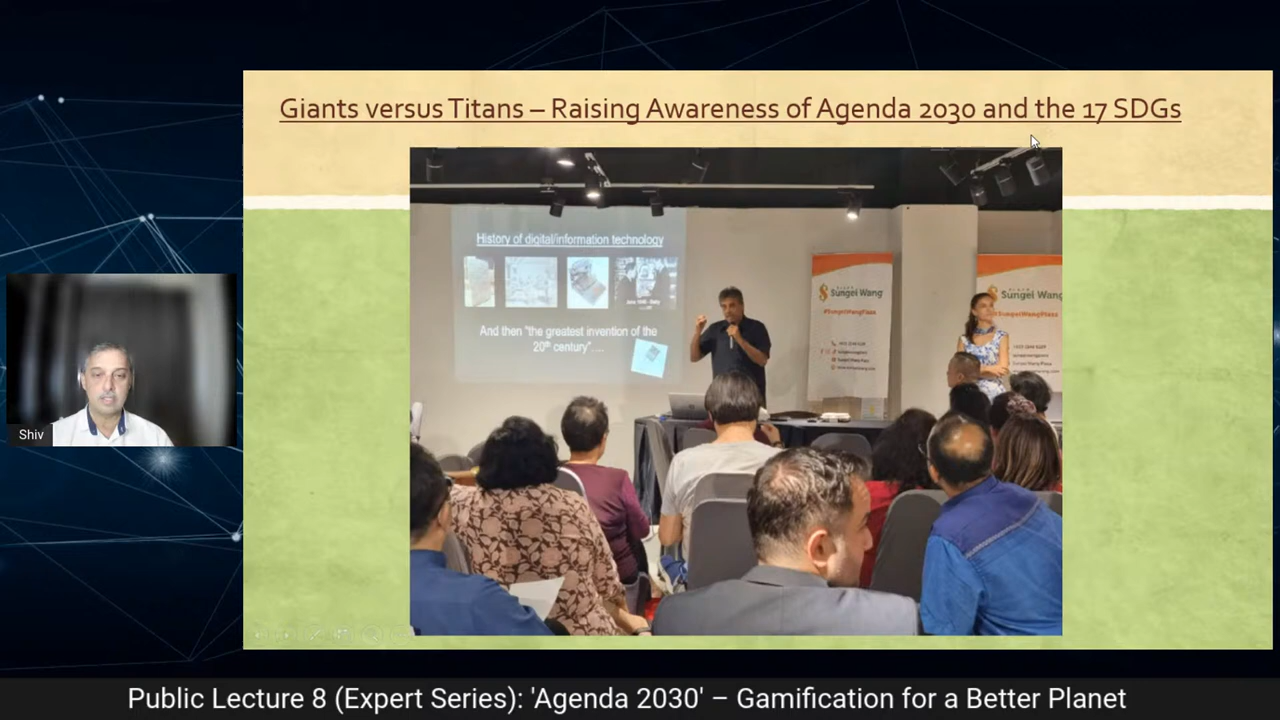 Giants versus Titans – Raising Awareness of Agenda 2030 and the 17 SDGs
History of digital/information technology
And then "the greatest invention of the
20th century"....
Sungei Wang
#SungeiWangPlaza
Sungei Wang
#SungeiWangPlaza
Shiv
Public Lecture 8 (Expert Series): 'Agenda 2030' – Gamification for a Better Planet